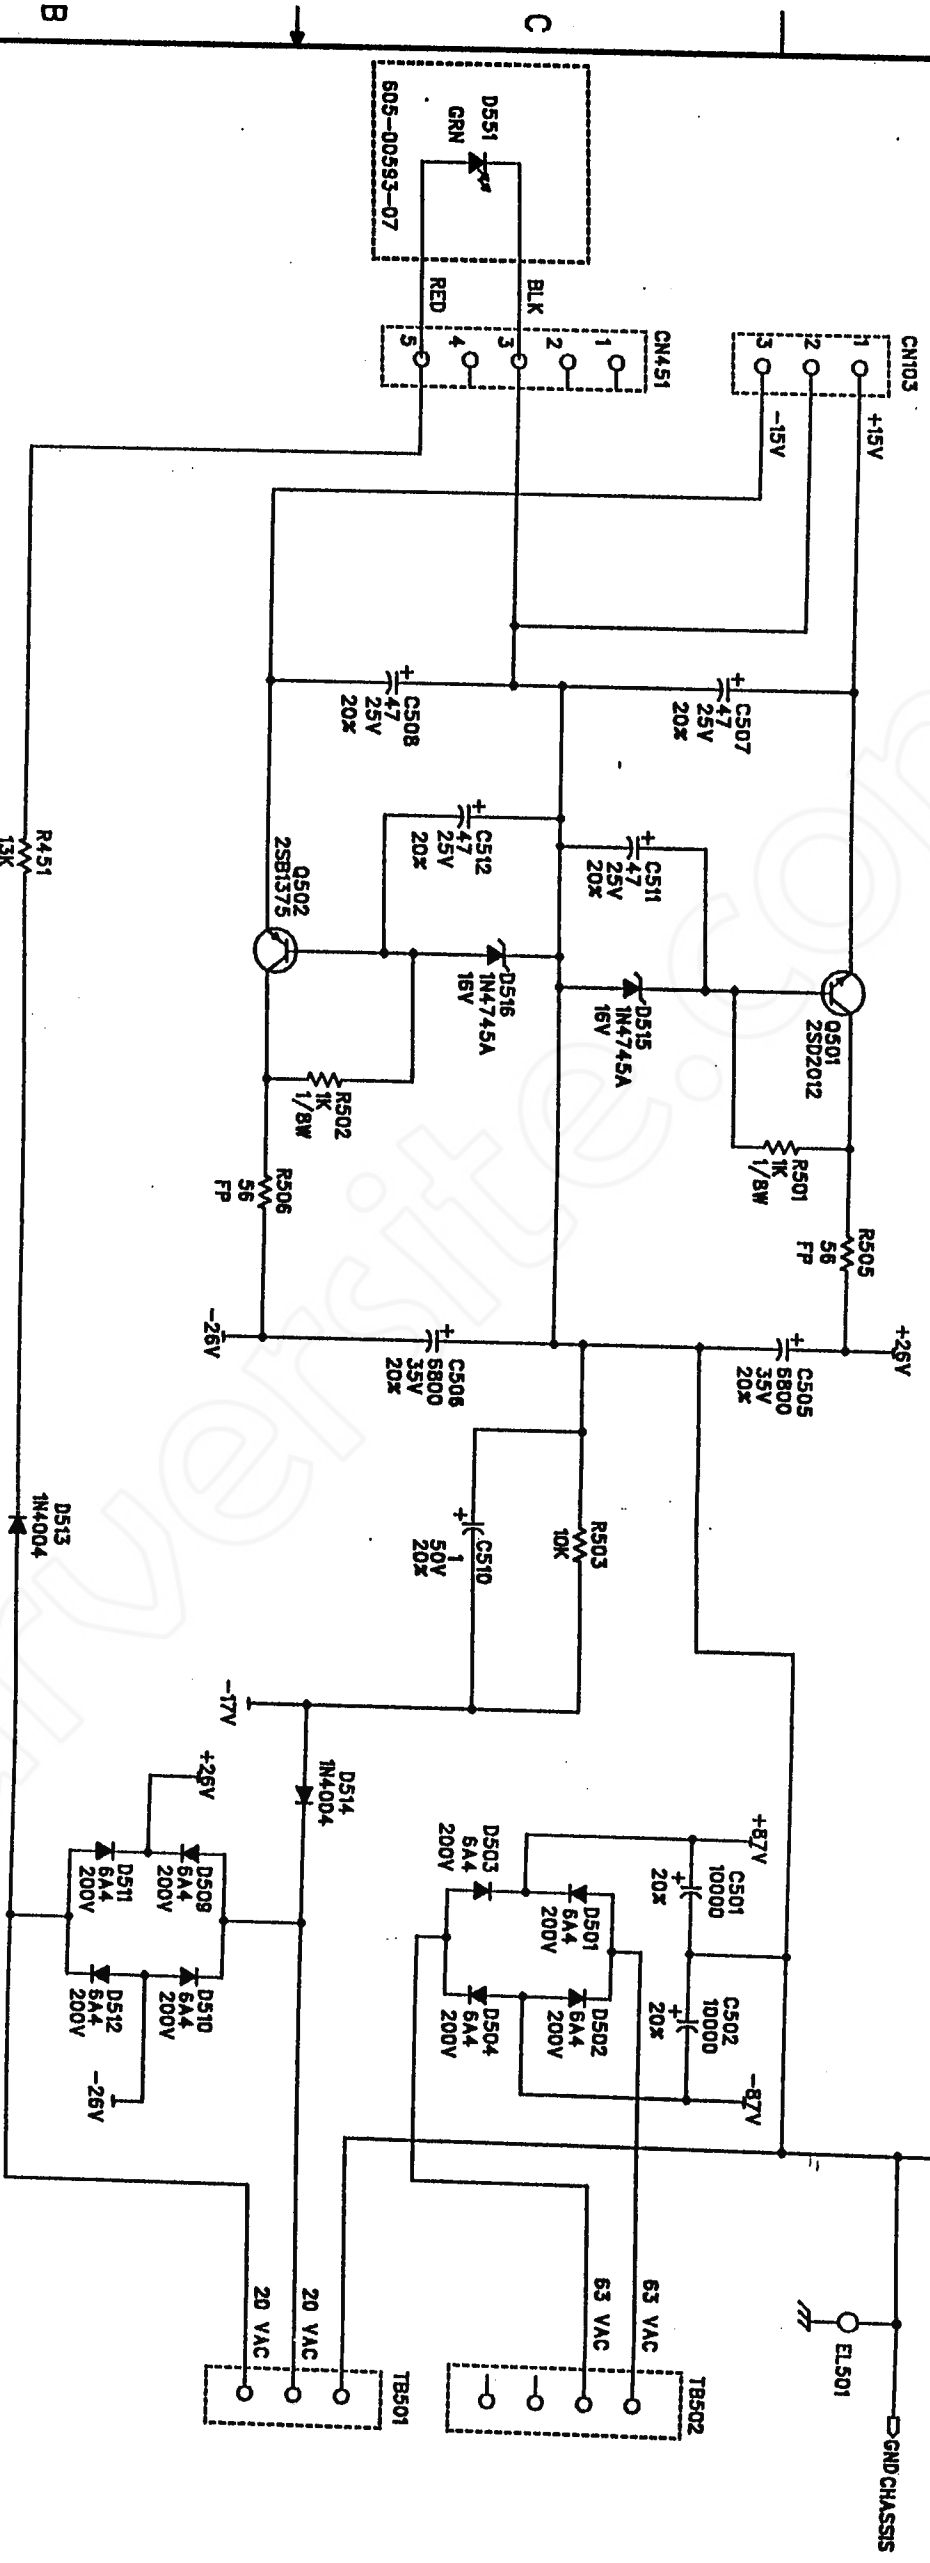 B
C
D551
GRN
605-00593-07
BLK
RED
CN451
1
2
3
4
5
CN103
1
2
3
+15V
-15V
C508
47
25V
20%
C507
47
25V
20%
C512
47
25V
20%
C511
47
25V
20%
R451
13K
Q502
2SB1375
D516
1N4745A
16V
D515
1N4745A
16V
Q501
2SD2012
R502
1K
1/8W
R501
1K
1/8W
R506
56
FP
R505
56
FP
-26V
+26V
C506
6800
35V
20%
C505
6800
35V
20%
D513
1N4004
C510
1
50V
20%
R503
10K
-17V
D514
1N4004
+26V
D511
6A4
200V
D509
6A4
200V
D512
6A4
200V
D510
6A4
200V
-26V
D503
6A4
200V
D501
6A4
200V
D504
6A4
200V
D502
6A4
200V
+87V
C501
10000
20%
C502
10000
20%
-87V
20 VAC
20 VAC
TB501
63 VAC
63 VAC
TB502
EL501
GND CHASSIS